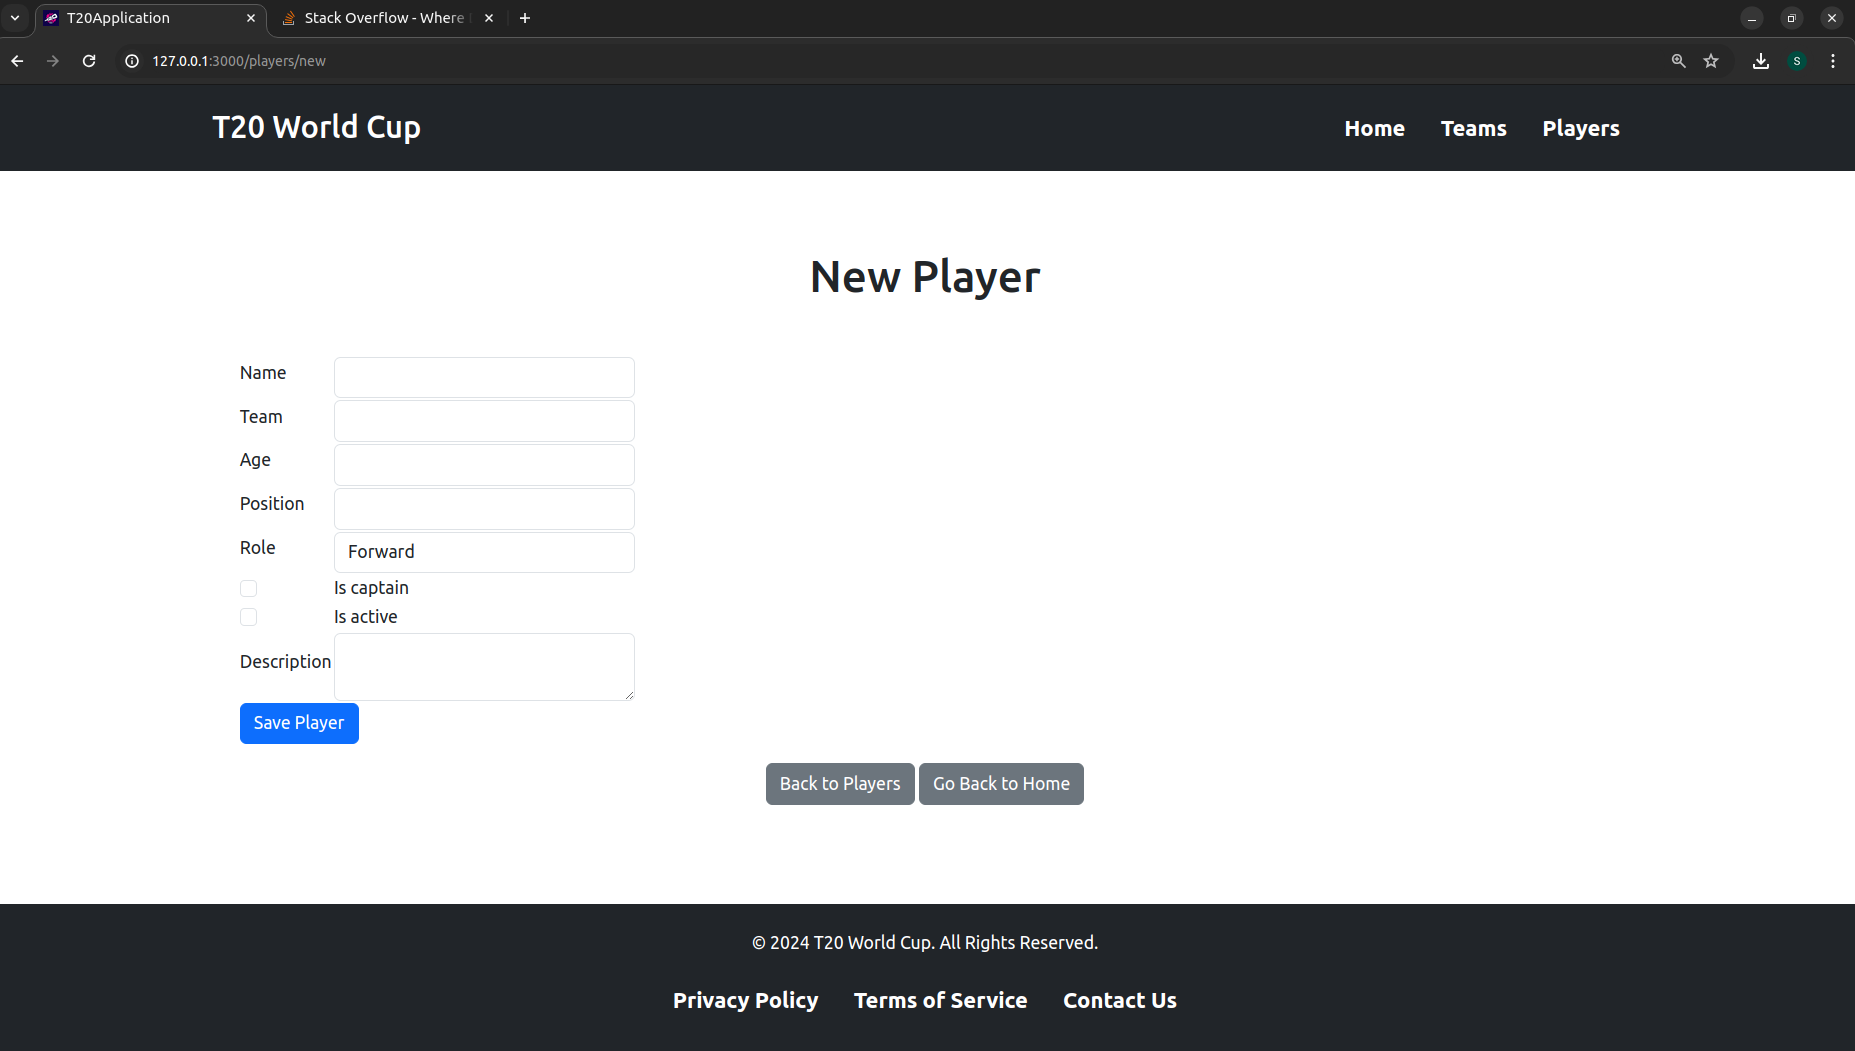 T20Application
Stack Overflow - Where
127.0.0.1:3000/players/new
S
T20 World Cup
Home Teams Players
New Player
Name
Team
Age
Position
Role Forward
Is captain
Is active
Description
Save Player
Back to Players Go Back to Home
© 2024 T20 World Cup. All Rights Reserved.
Privacy Policy Terms of Service Contact Us